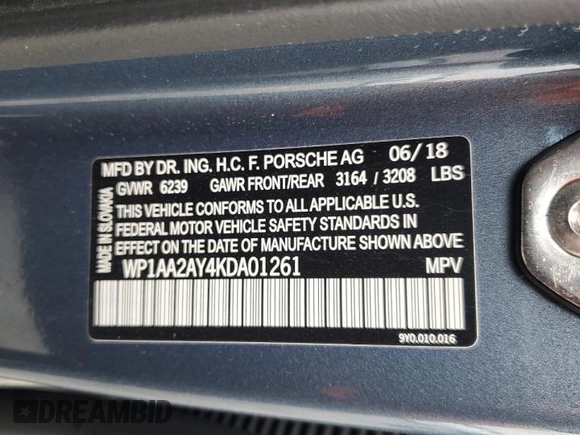 MFD BY DR. ING. H.C. F. PORSCHE AG 06/18
GVWR 6239 GAWR FRONT/REAR 3164 / 3208 LBS
THIS VEHICLE CONFORMS TO ALL APPLICABLE U.S.
FEDERAL MOTOR VEHICLE SAFETY STANDARDS IN
EFFECT ON THE DATE OF MANUFACTURE SHOWN ABOVE
WP1AA2AY4KDA01261 MPV
9Y0.010.016
MADE IN SLOVAKIA
DREAMBID